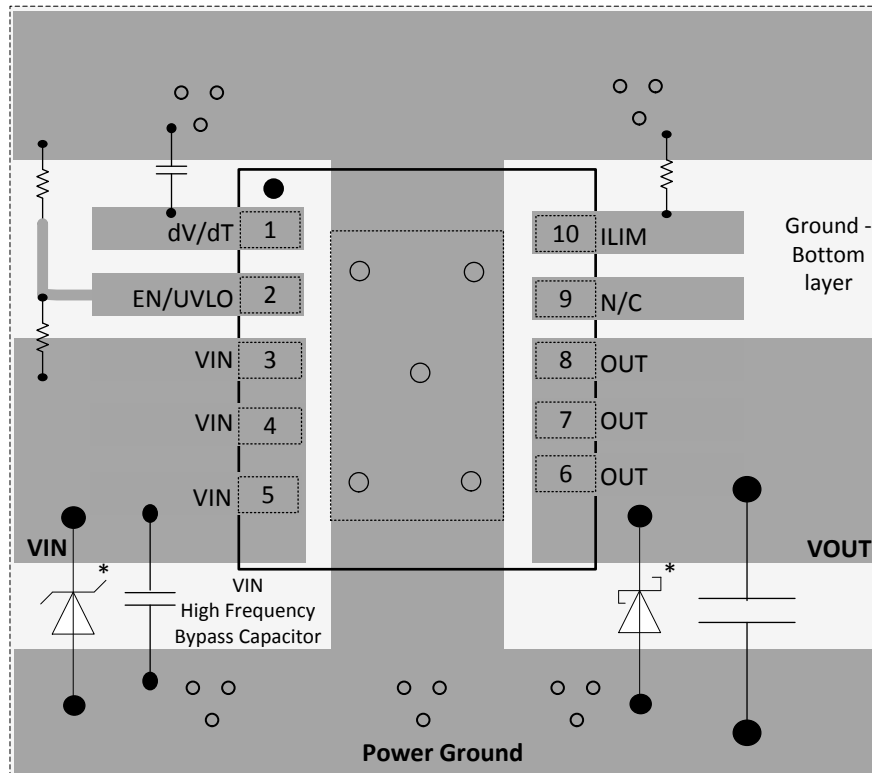 dV/dT 1
EN/UVLO 2
VIN 3
VIN 4
VIN 5
10 ILIM
9 N/C
8 OUT
7 OUT
6 OUT
Ground -
Bottom
layer
VIN
*
VIN
High Frequency
Bypass Capacitor
*
VOUT
Power Ground